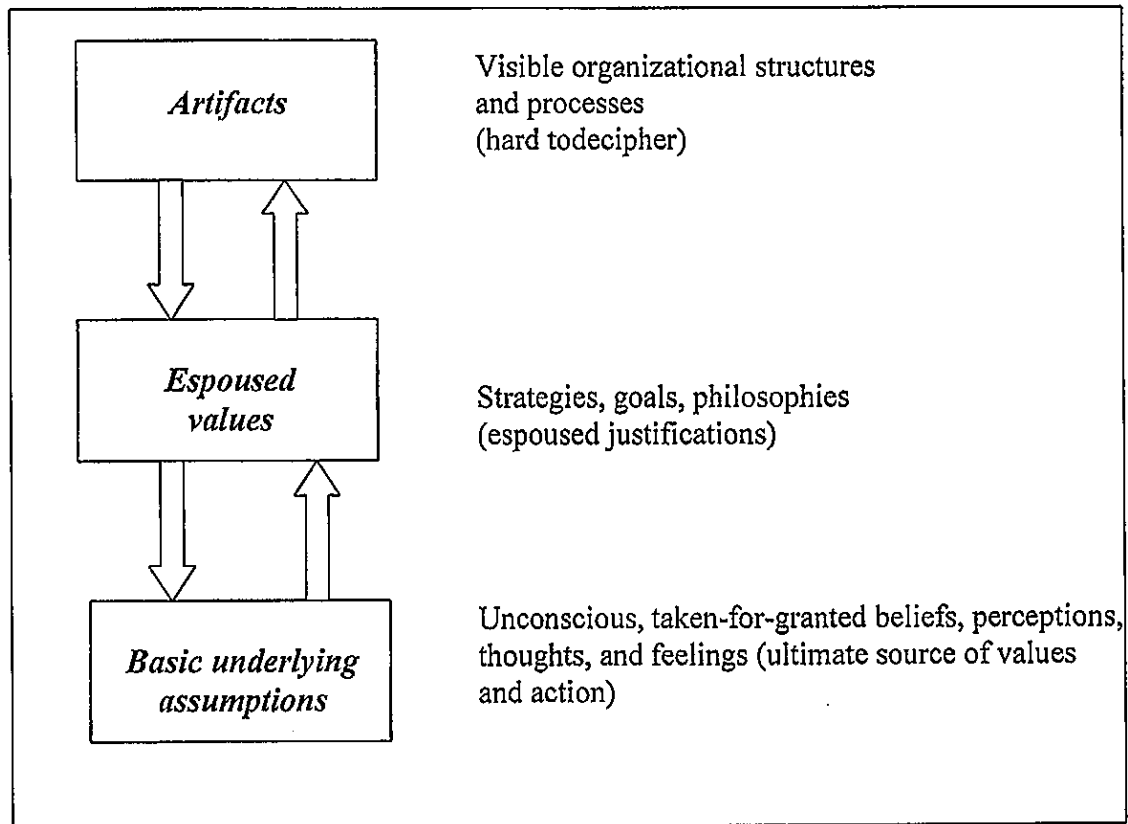 Artifacts
Visible organizational structures
and processes
(hard todecipher)
Espoused
values
Strategies, goals, philosophies
(espoused justifications)
Basic underlying
assumptions
Unconscious, taken-for-granted beliefs, perceptions,
thoughts, and feelings (ultimate source of values
and action)